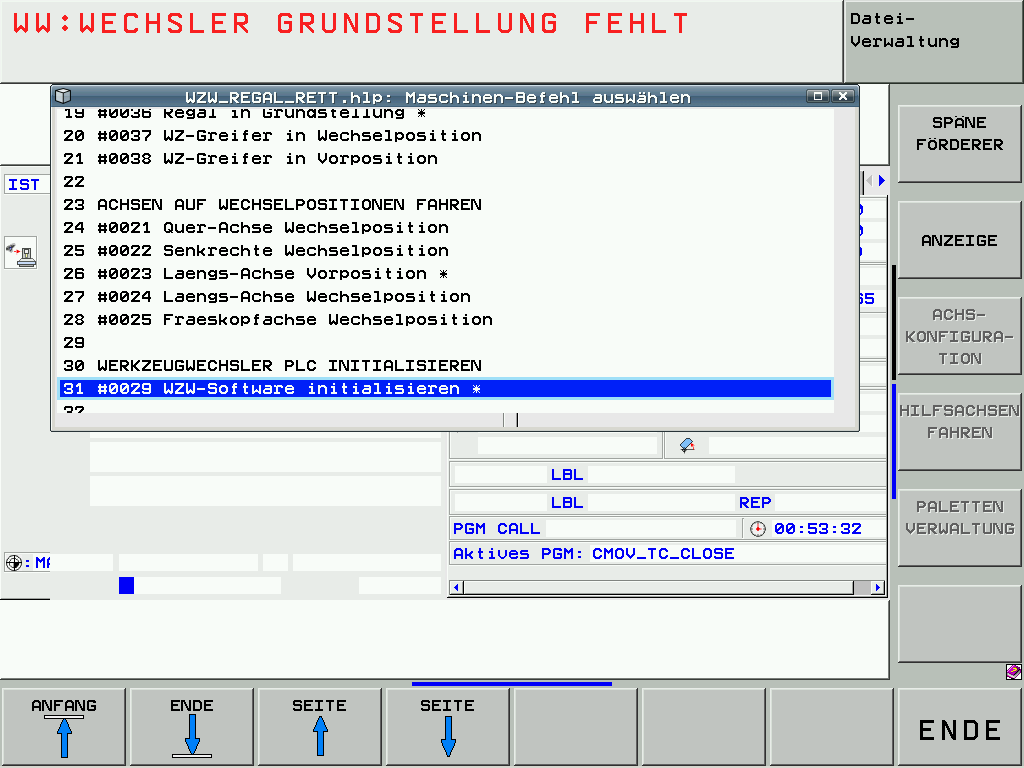 WW:WECHSLER GRUNDSTELLUNG FEHLT
Datei-
Verwaltung
WZW_REGAL_RETT.hlp: Maschinen-Befehl auswählen
19 #0036 Regal in Grundstellung *
20 #0037 WZ-Greifer in Wechselposition
21 #0038 WZ-Greifer in Vorposition
22
23 ACHSEN AUF WECHSELPOSITIONEN FAHREN
24 #0021 Quer-Achse Wechselposition
25 #0022 Senkrechte Wechselposition
26 #0023 Laengs-Achse Vorposition *
27 #0024 Laengs-Achse Wechselposition
28 #0025 Fraeskopfachse Wechselposition
29
30 WERKZEUGWECHSLER PLC INITIALISIEREN
31 #0029 WZW-Software initialisieren *
32
IST
LBL
LBL REP
PGM CALL 00:53:32
Aktives PGM: CMOV_TC_CLOSE
SPÄNE
FÖRDERER
ANZEIGE
ACHS-
KONFIGURA-
TION
HILFSACHSEN
FAHREN
PALETTEN
VERWALTUNG
ANFANG
ENDE
SEITE
SEITE
ENDE